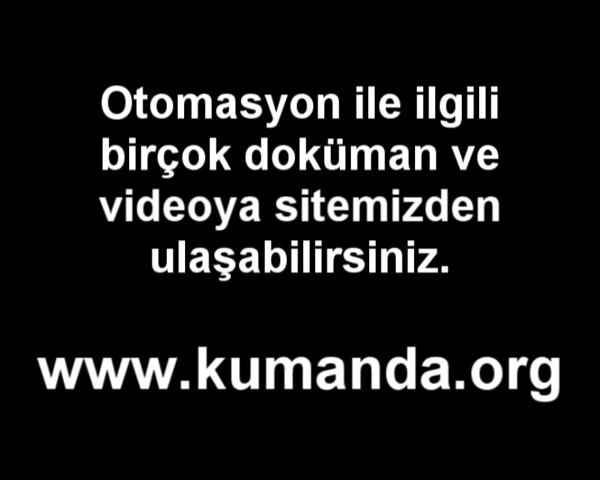 Otomasyon ile ilgili
birçok doküman ve
videoya sitemizden
ulaşabilirsiniz.
www.kumanda.org